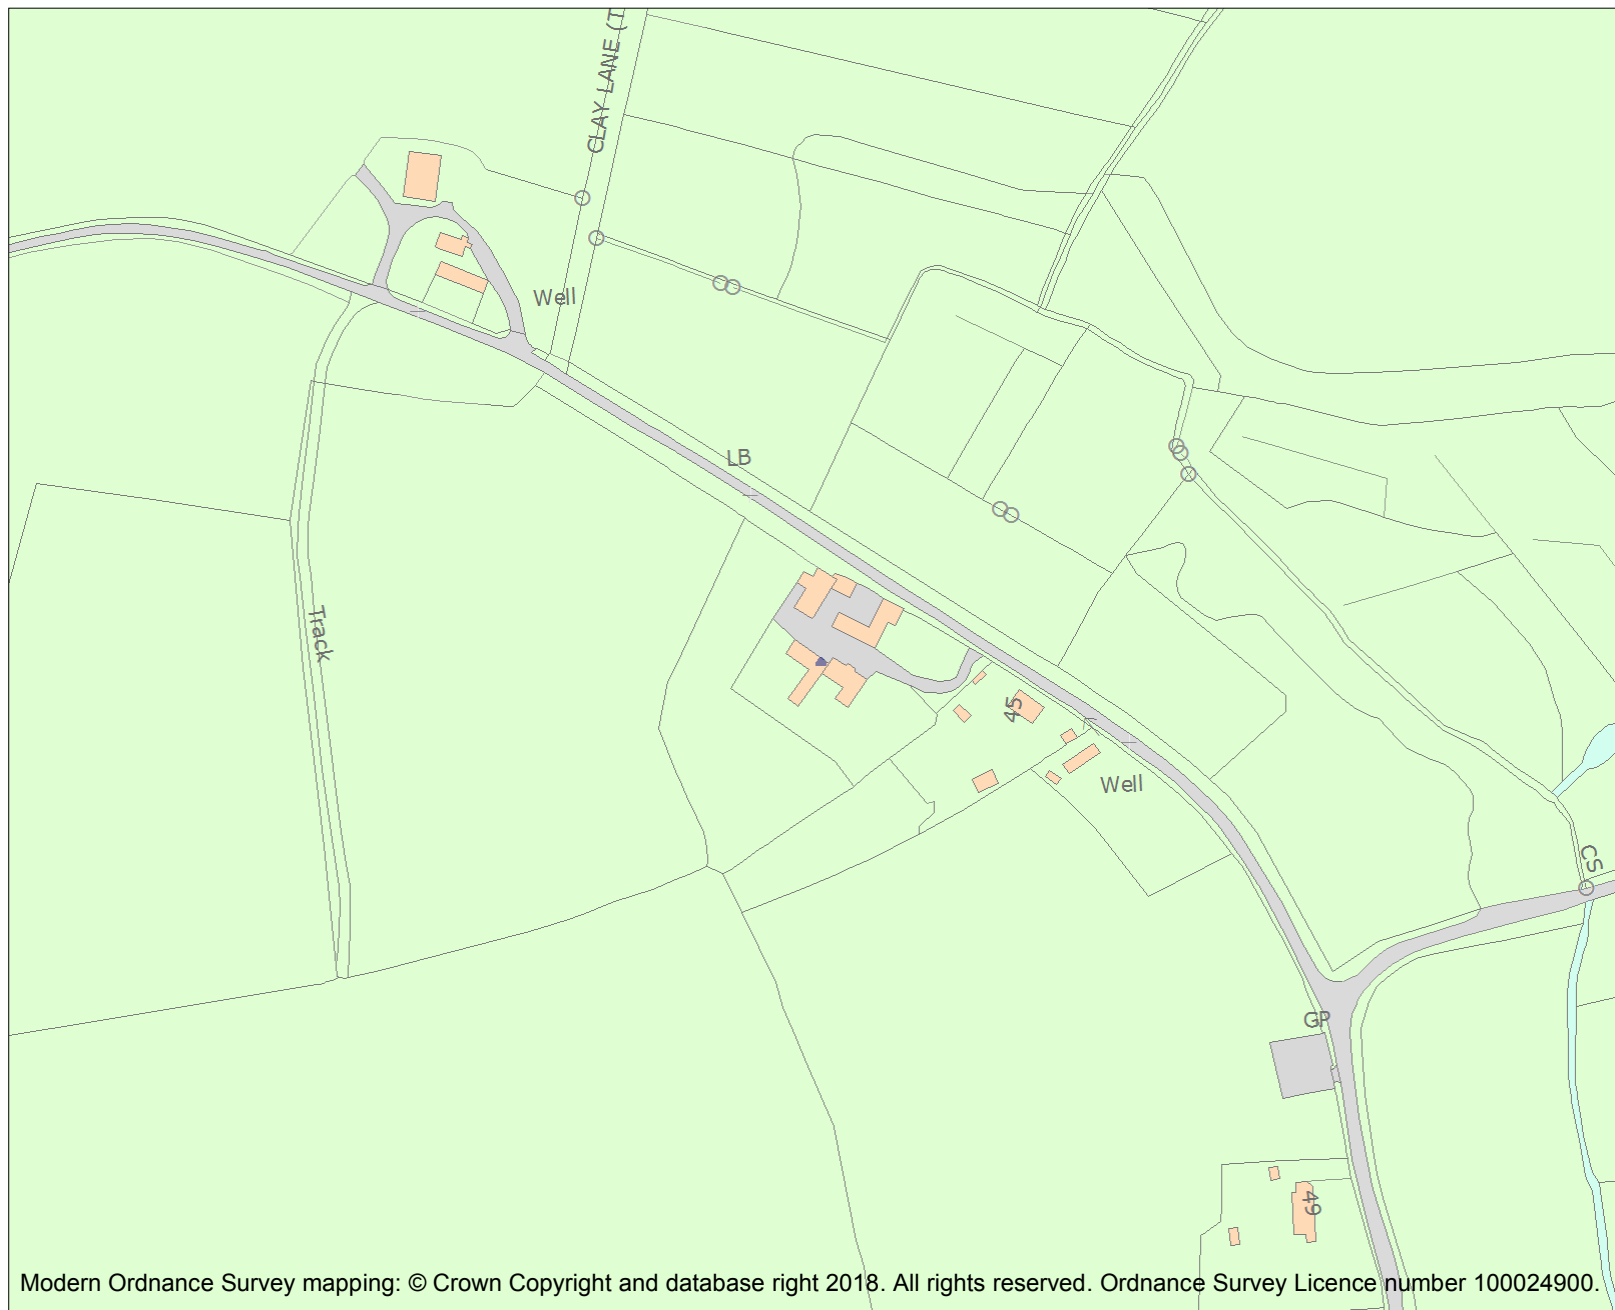 CLAY LANE (T
Well
LB
Track
45
Well
CS
GP
49
Modern Ordnance Survey mapping: © Crown Copyright and database right 2018. All rights reserved. Ordnance Survey Licence number 100024900.